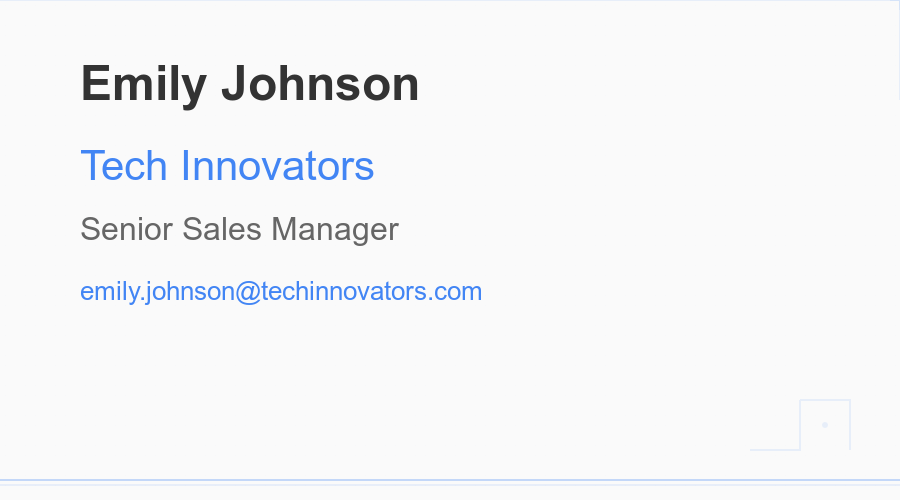 Emily Johnson
Tech Innovators
Senior Sales Manager
emily.johnson@techinnovators.com